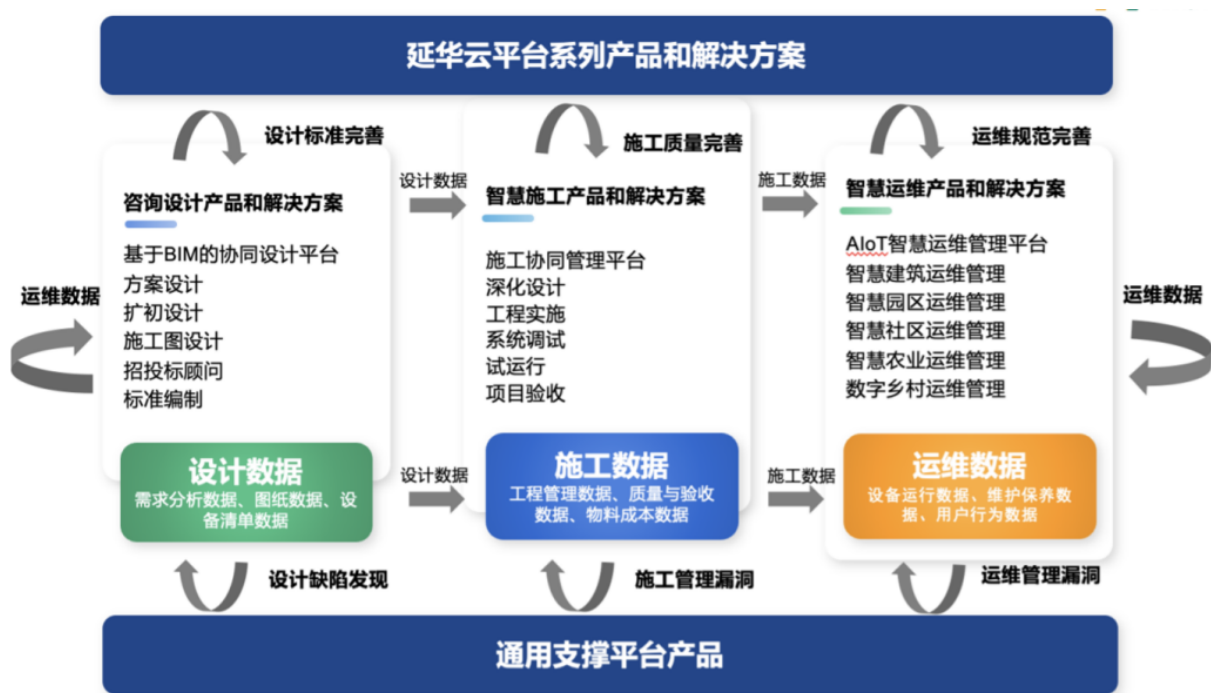 延华云平台系列产品和解决方案
设计标准完善
施工质量完善
运维规范完善
设计数据
施工数据
咨询设计产品和解决方案
基于BIM的协同设计平台
方案设计
扩初设计
施工图设计
招投标顾问
标准编制
智慧施工产品和解决方案
施工协同管理平台
深化设计
工程实施
系统调试
试运行
项目验收
智慧运维产品和解决方案
AIoT智慧运维管理平台
智慧建筑运维管理
智慧园区运维管理
智慧社区运维管理
智慧农业运维管理
数字乡村运维管理
运维数据
运维数据
设计数据
需求分析数据、图纸数据、设
备清单数据
设计数据
施工数据
工程管理数据、质量与验收
数据、物料成本数据
施工数据
运维数据
设备运行数据、维护保养数
据、用户行为数据
设计缺陷发现
施工管理漏洞
运维管理漏洞
通用支撑平台产品